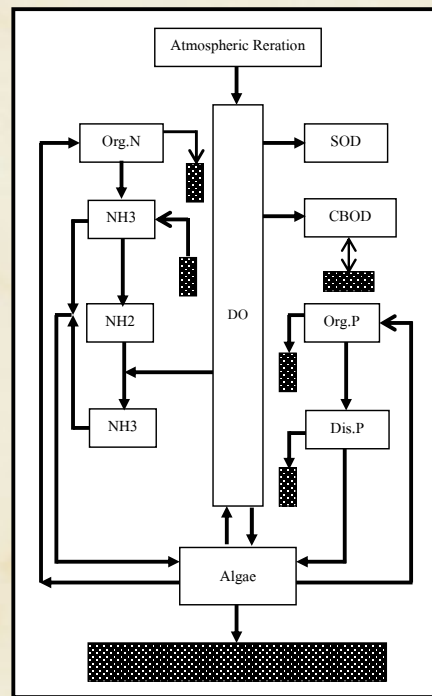 Atmospheric Reration
Org.N
SOD
NH3
CBOD
NH2
DO
Org.P
NH3
Dis.P
Algae